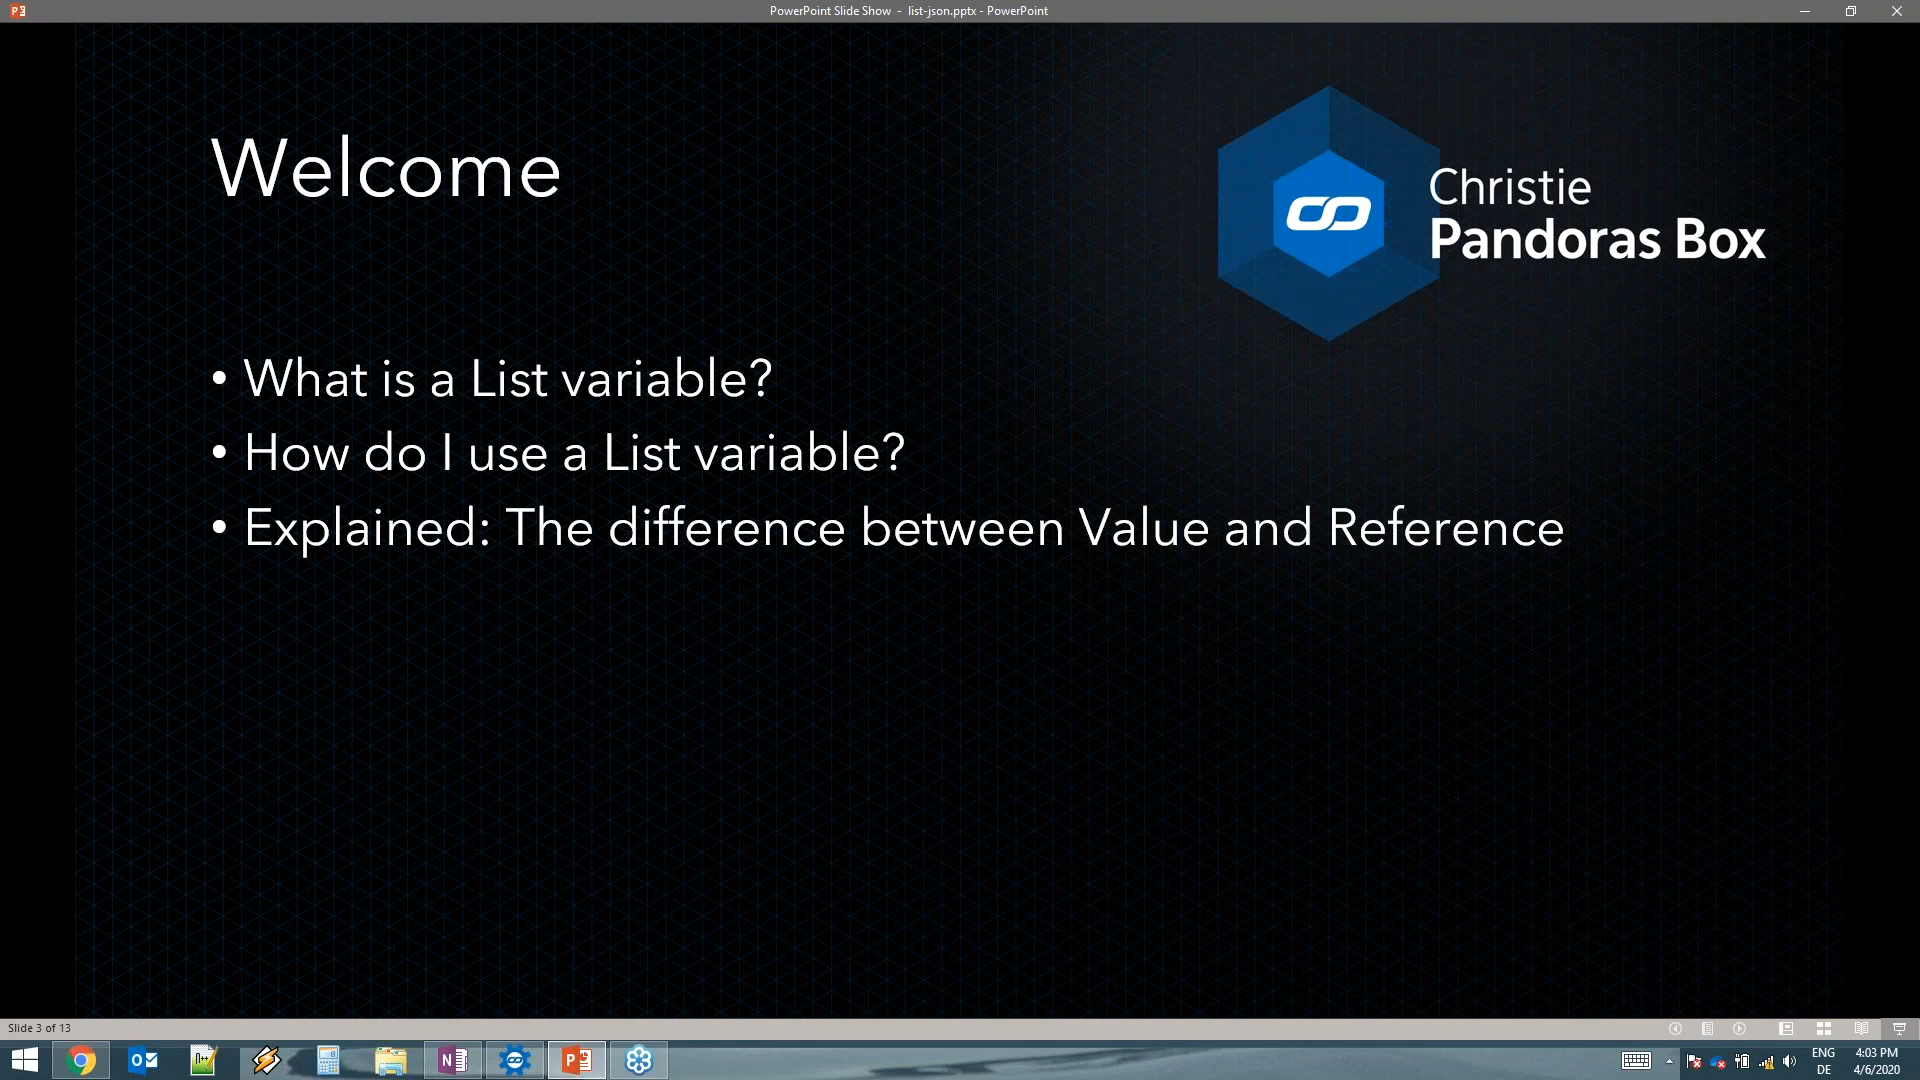 PowerPoint Slide Show - list-json.pptx - PowerPoint
Welcome
Christie
Pandoras Box
• What is a List variable?
• How do I use a List variable?
• Explained: The difference between Value and Reference
Slide 3 of 13
ENG
DE
4:03 PM
4/6/2020